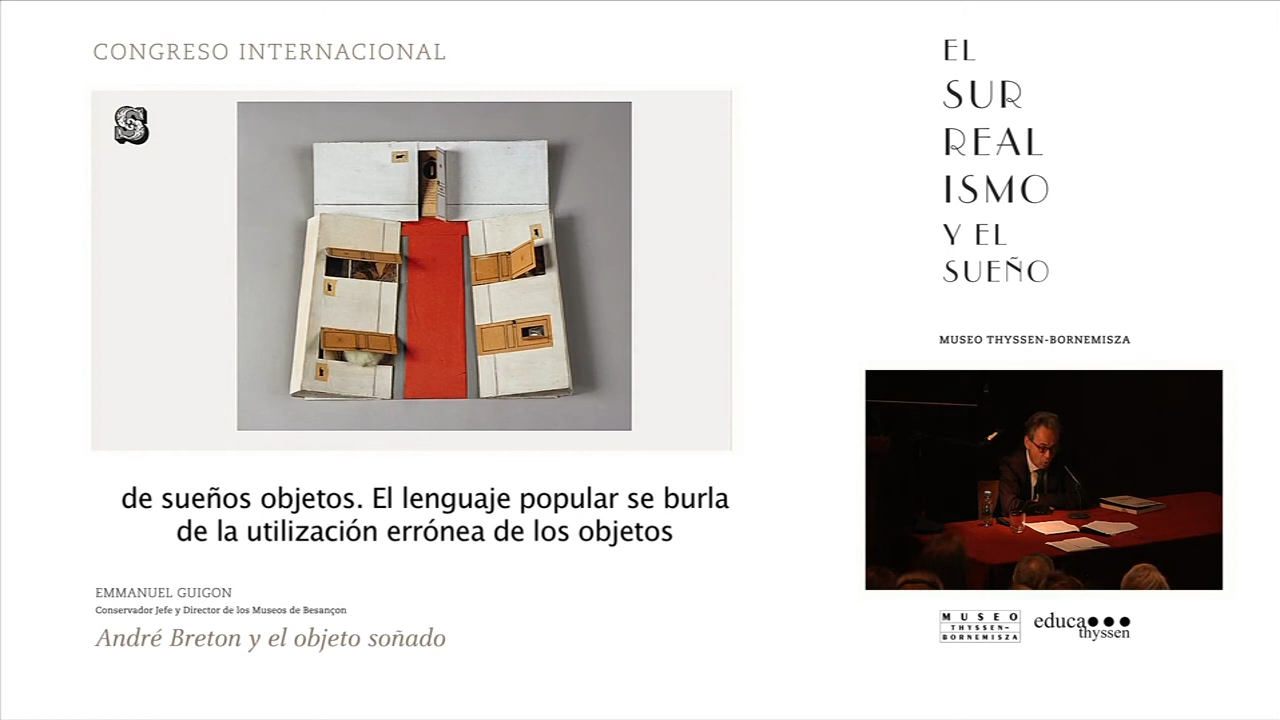 CONGRESO INTERNACIONAL
S
de sueños objetos. El lenguaje popular se burla
de la utilización errónea de los objetos
EMMANUEL GUIGON
Conservador Jefe y Director de los Museos de Besançon
André Breton y el objeto soñado
EL
SUR
REAL
ISMO
Y EL
SUEÑO
MUSEO THYSSEN-BORNEMISZA
MUSEO
THYSSEN-
BORNEMISZA
educa
thyssen